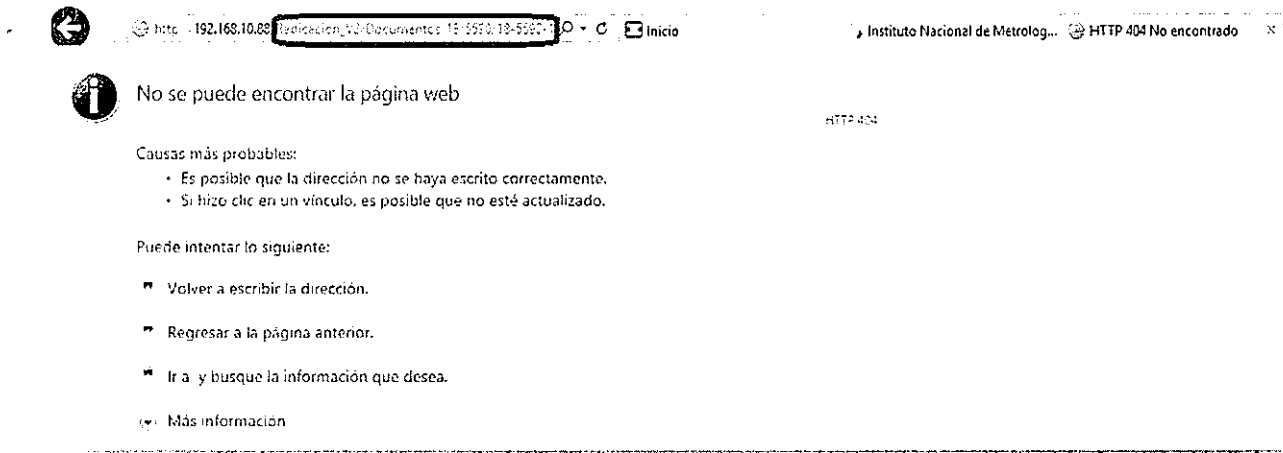 http 192.168.10.88 Inicio Instituto Nacional de Metrolog... HTTP 404 No encontrado
No se puede encontrar la página web
HTTP 404
Causas más probables:
• Es posible que la dirección no se haya escrito correctamente.
• Si hizo clic en un vínculo, es posible que no esté actualizado.
Puede intentar lo siguiente:
Volver a escribir la dirección.
Regresar a la página anterior.
Ir a y busque la información que desea.
Más información